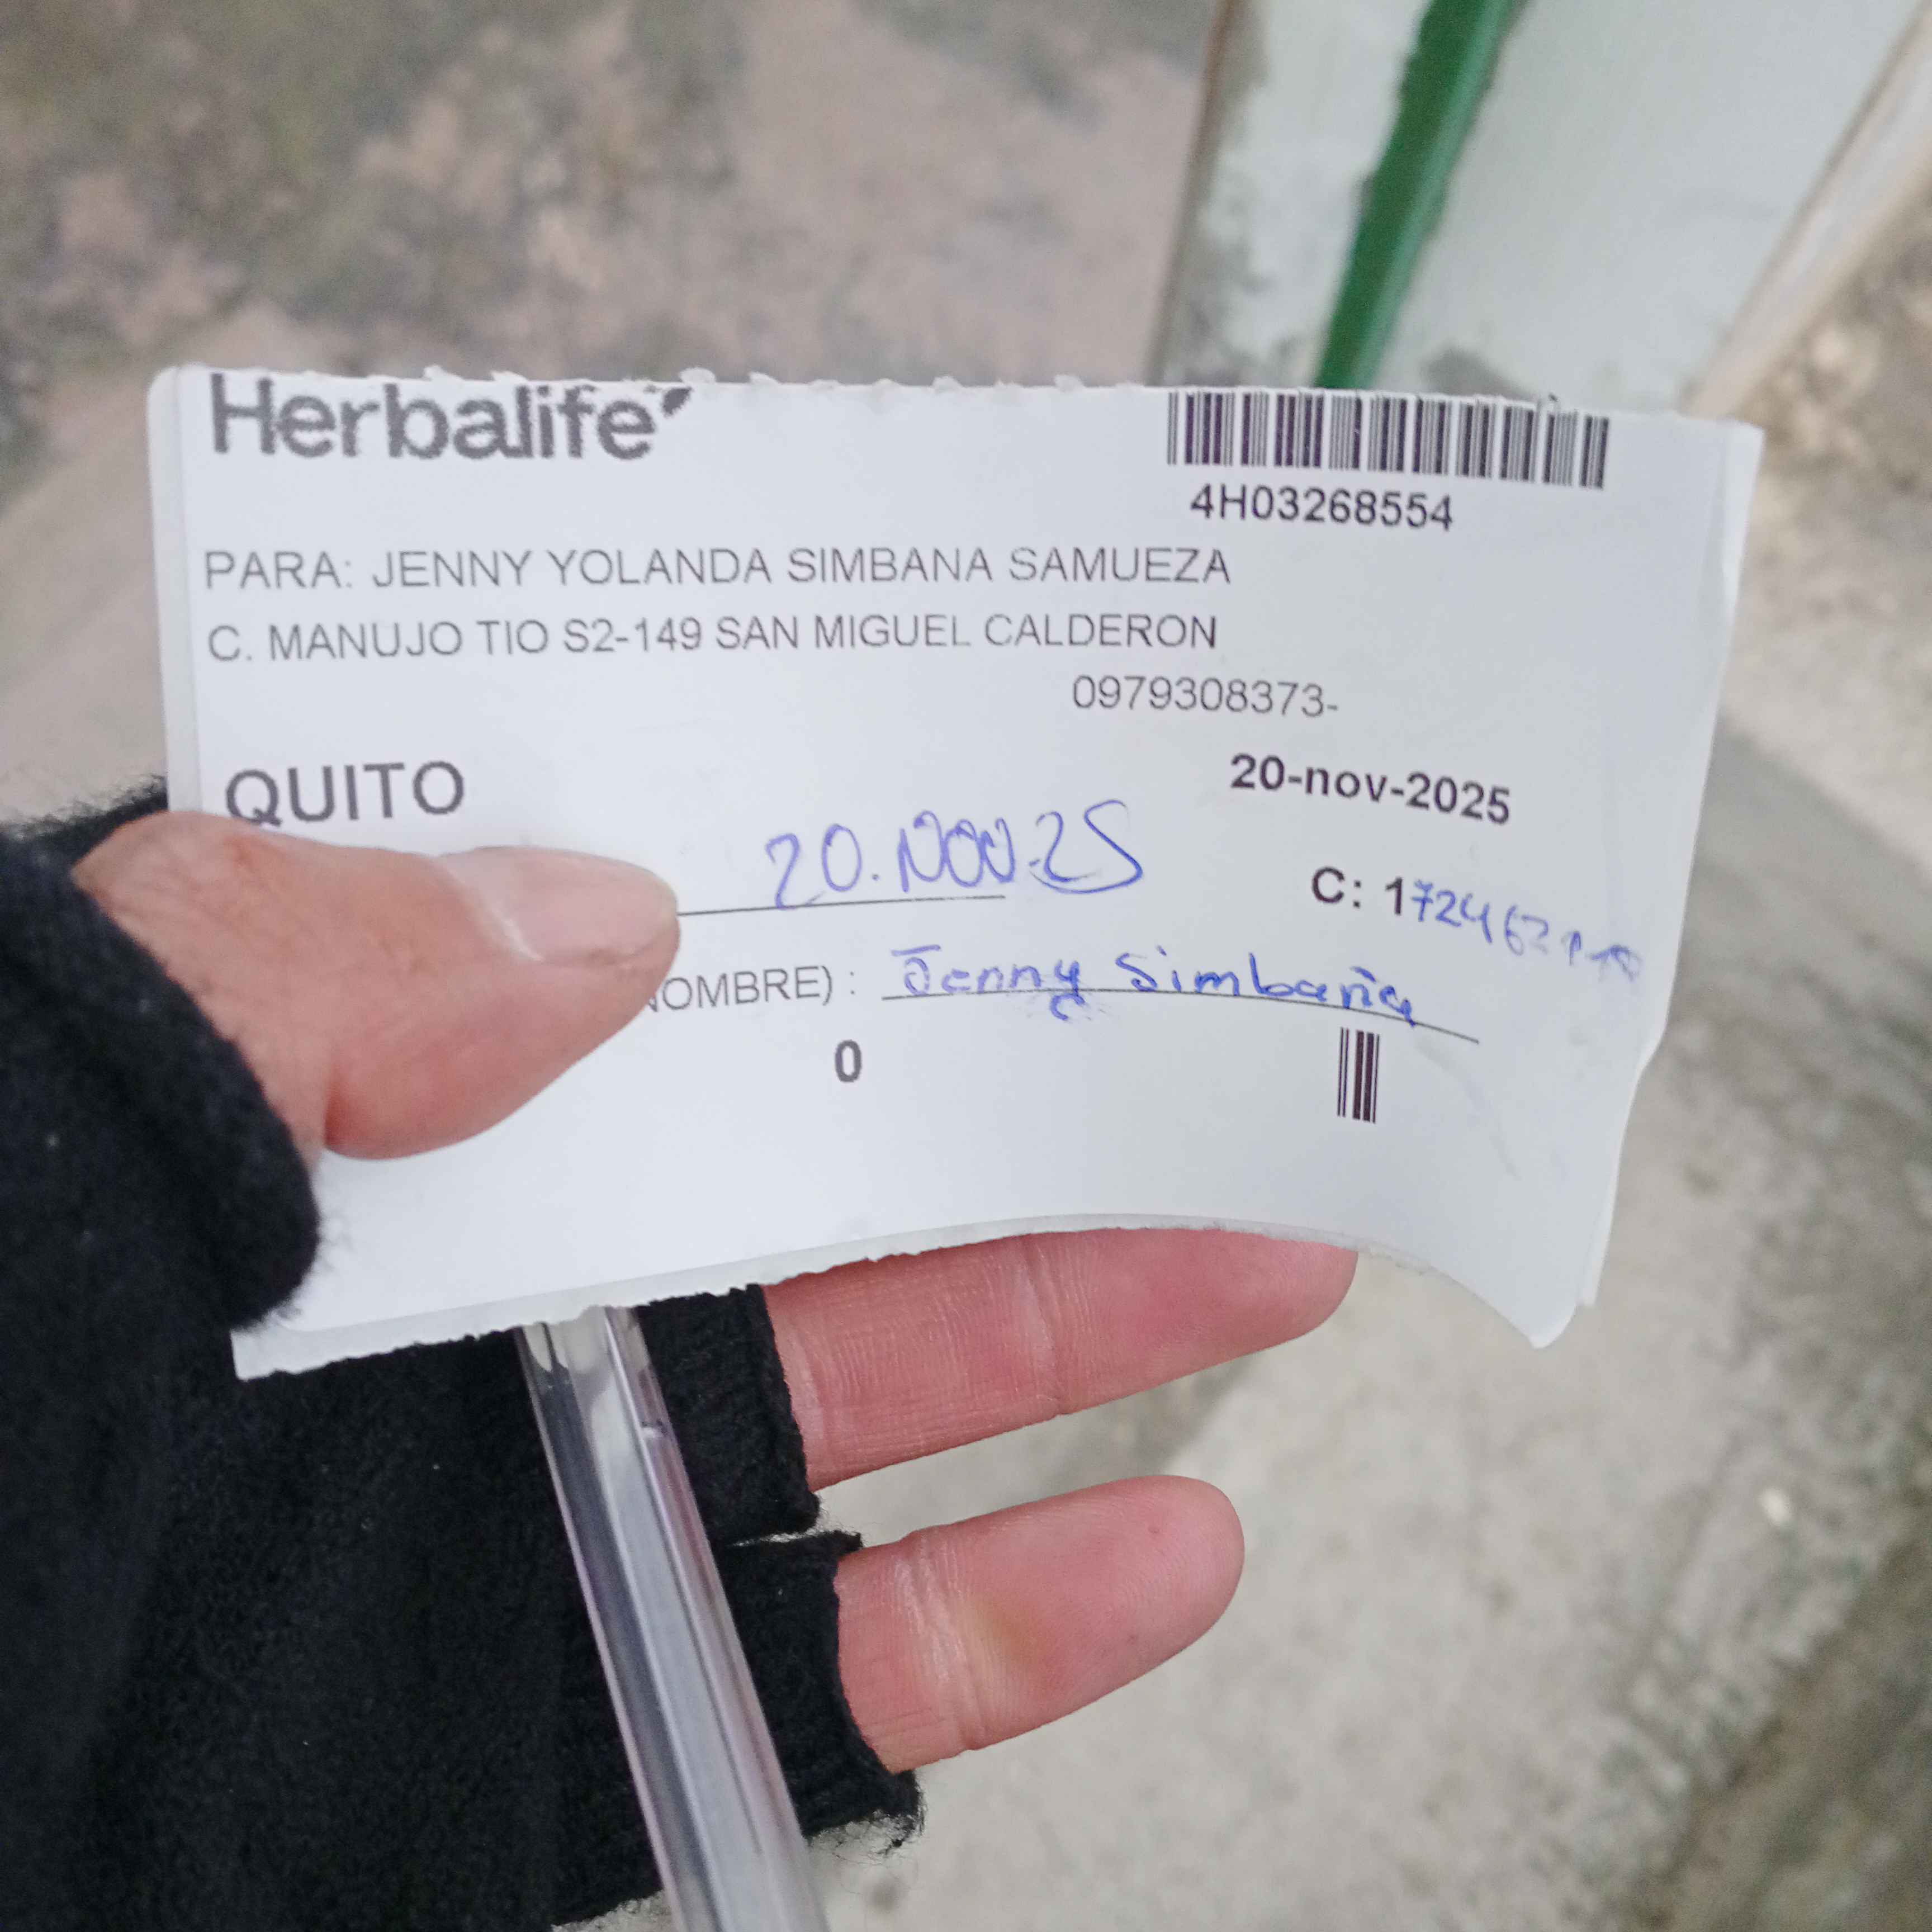 Herbalife
4H03268554
PARA: JENNY YOLANDA SIMBANA SAMUEZA
C. MANUJO TIO S2-149 SAN MIGUEL CALDERON
0979308373-
QUITO
20-nov-2025
20.NOV.25
C:
OMBRE) : Jenny Simbaña
0